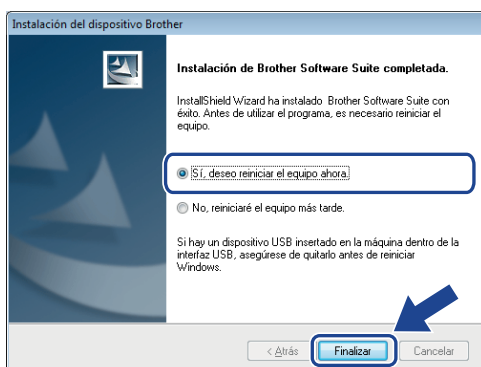 Instalación del dispositivo Brother
Instalación de Brother Software Suite completada.
InstallShield Wizard ha instalado Brother Software Suite con
éxito. Antes de utilizar el programa, es necesario reiniciar el
equipo.
Sí, deseo reiniciar el equipo ahora.
No, reiniciaré el equipo más tarde.
Si hay un dispositivo USB insertado en la máquina dentro de la
interfaz USB, asegúrese de quitarlo antes de reiniciar
Windows.
< Atrás Finalizar Cancelar